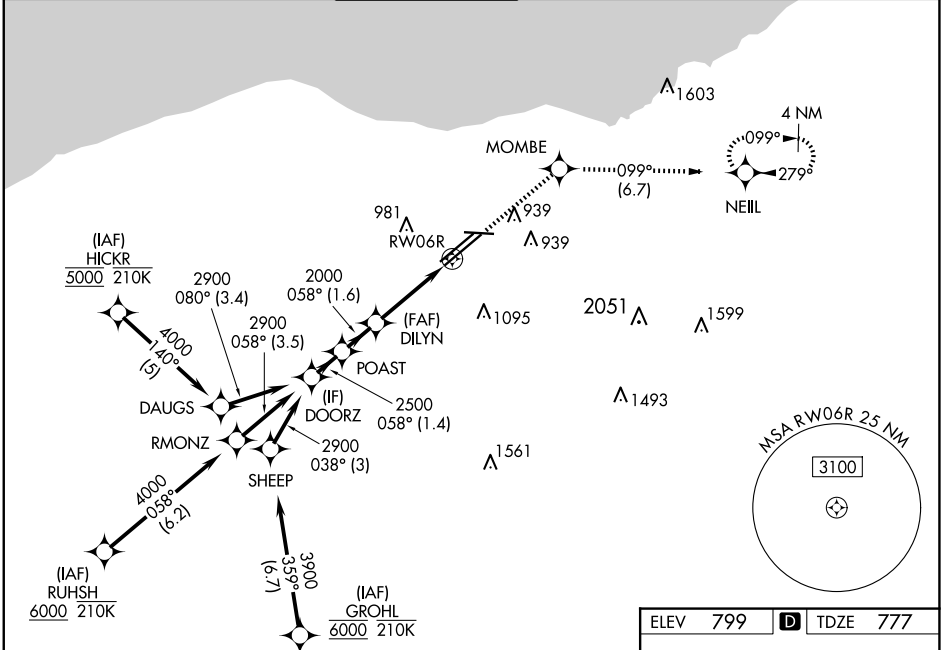 1603
4 NM
099°
MOMBE
099°
(6.7)
279°
NEIIL
981
939
RW06R
939
(IAF)
HICKR
5000 210K
2900
080° (3.4)
2000
058° (1.6)
2900
058° (3.5)
(FAF)
DILYN
1095
2051
1599
4000
140°
(5)
POAST
DAUGS
(IF)
DOORZ
2500
058° (1.4)
1493
RMONZ
2900
038° (3)
SHEEP
1561
MSA RW06R 25 NM
3100
4000
058°
(6.2)
3900
359°
(6.7)
(IAF)
RUHSH
6000 210K
(IAF)
GROHL
6000 210K
ELEV 799 D TDZE 777